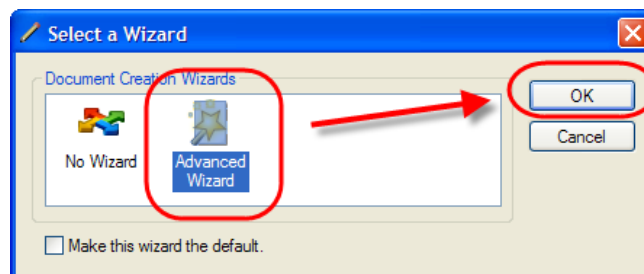 Select a Wizard
Document Creation Wizards
No Wizard
Advanced
Wizard
OK
Cancel
Make this wizard the default.